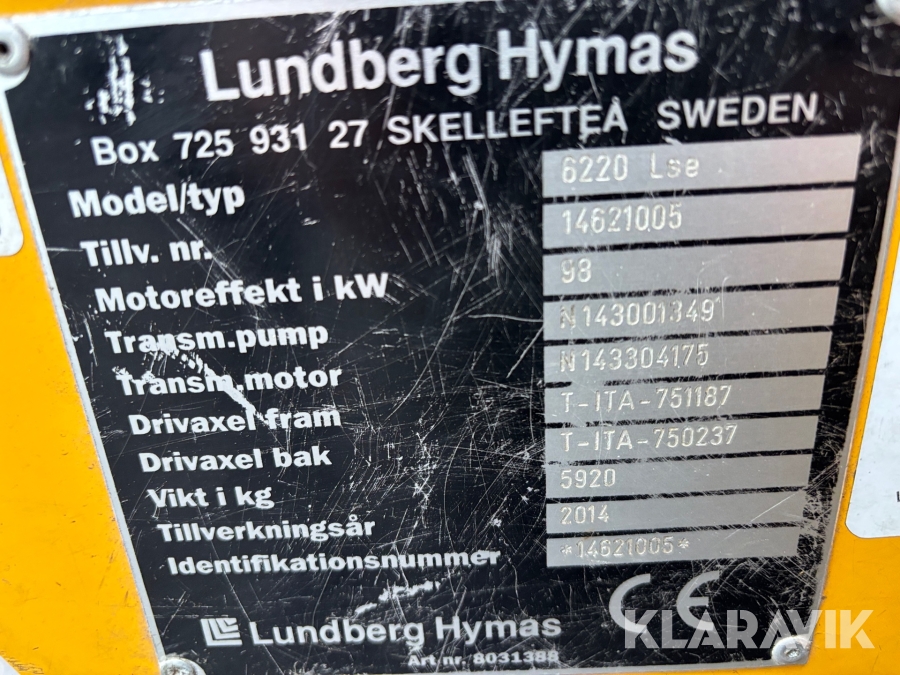 Lundberg Hymas
Box 725 931 27 SKELLEFTEÅ SWEDEN
Model/typ 6220 Lse
Tillv. nr. 14621005
Motoreffekt i kW 98
Transm.pump N143001349
Transm.motor N143304175
Drivaxel fram T-ITA-751187
Drivaxel bak T-ITA-750237
Vikt i kg 5920
Tillverkningsår 2014
Identifikationsnummer *14621005*
CE
Lundberg Hymas
KLARAVIK
Art nr. 8031388